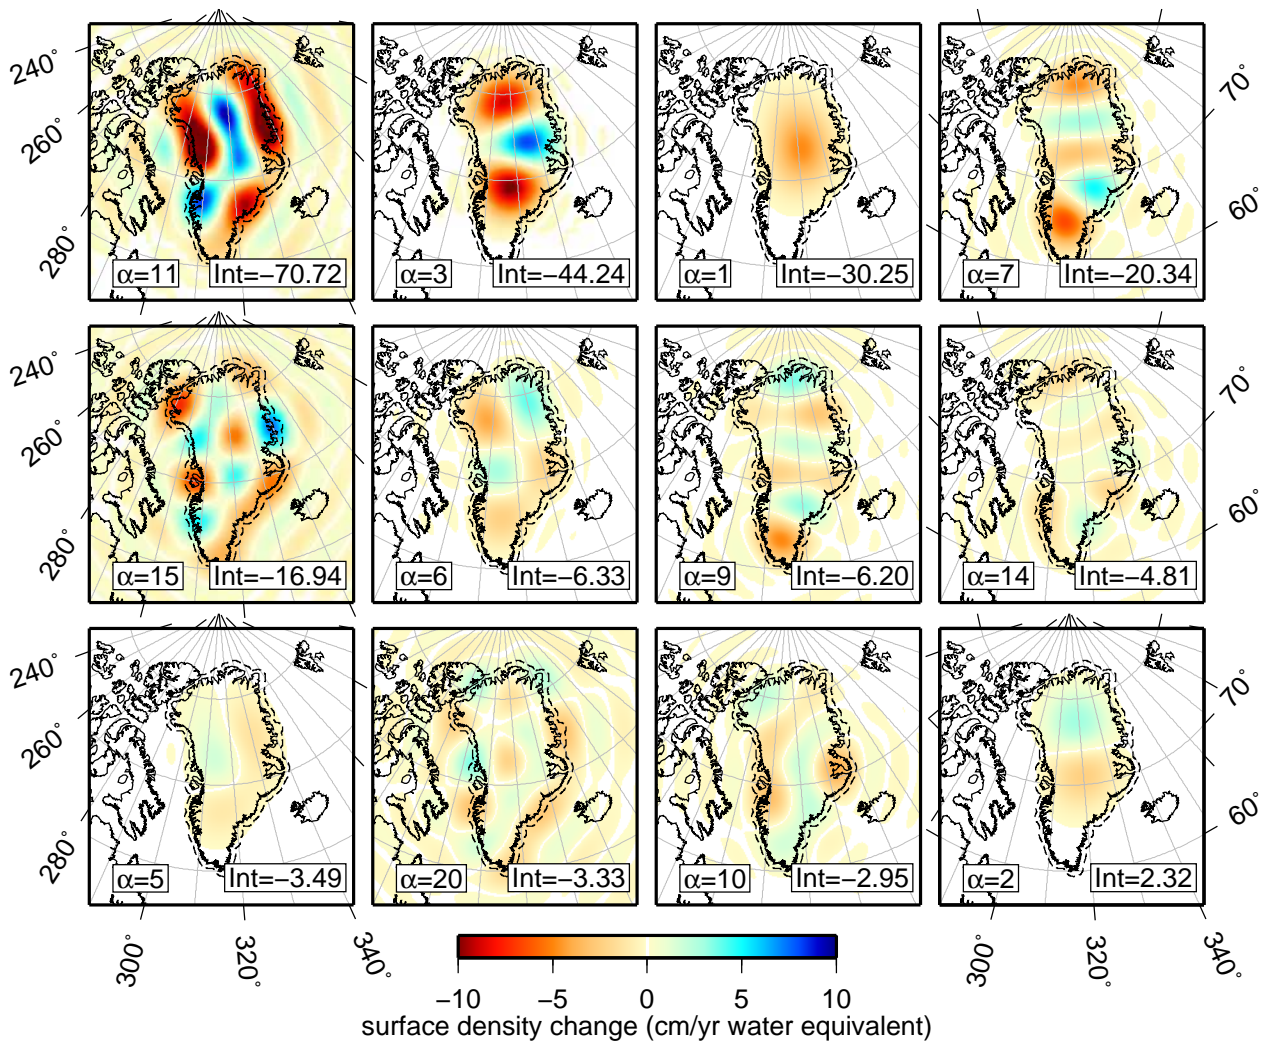 240°
260°
280°
α=11
Int=−70.72
α=3
Int=−44.24
α=1
Int=−30.25
α=7
Int=−20.34
70°
60°
240°
260°
280°
α=15
Int=−16.94
α=6
Int=−6.33
α=9
Int=−6.20
α=14
Int=−4.81
70°
60°
240°
260°
280°
α=5
Int=−3.49
α=20
Int=−3.33
α=10
Int=−2.95
α=2
Int=2.32
70°
60°
300°
320°
340°
300°
320°
340°
−10
−5
0
5
10
surface density change (cm/yr water equivalent)